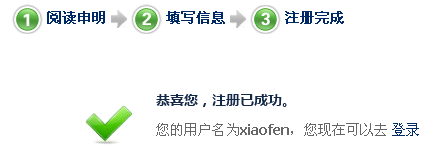 1 阅读申明 2 填写信息 3 注册完成
恭喜您，注册已成功。
您的用户名为xiaofen，您现在可以去 登录